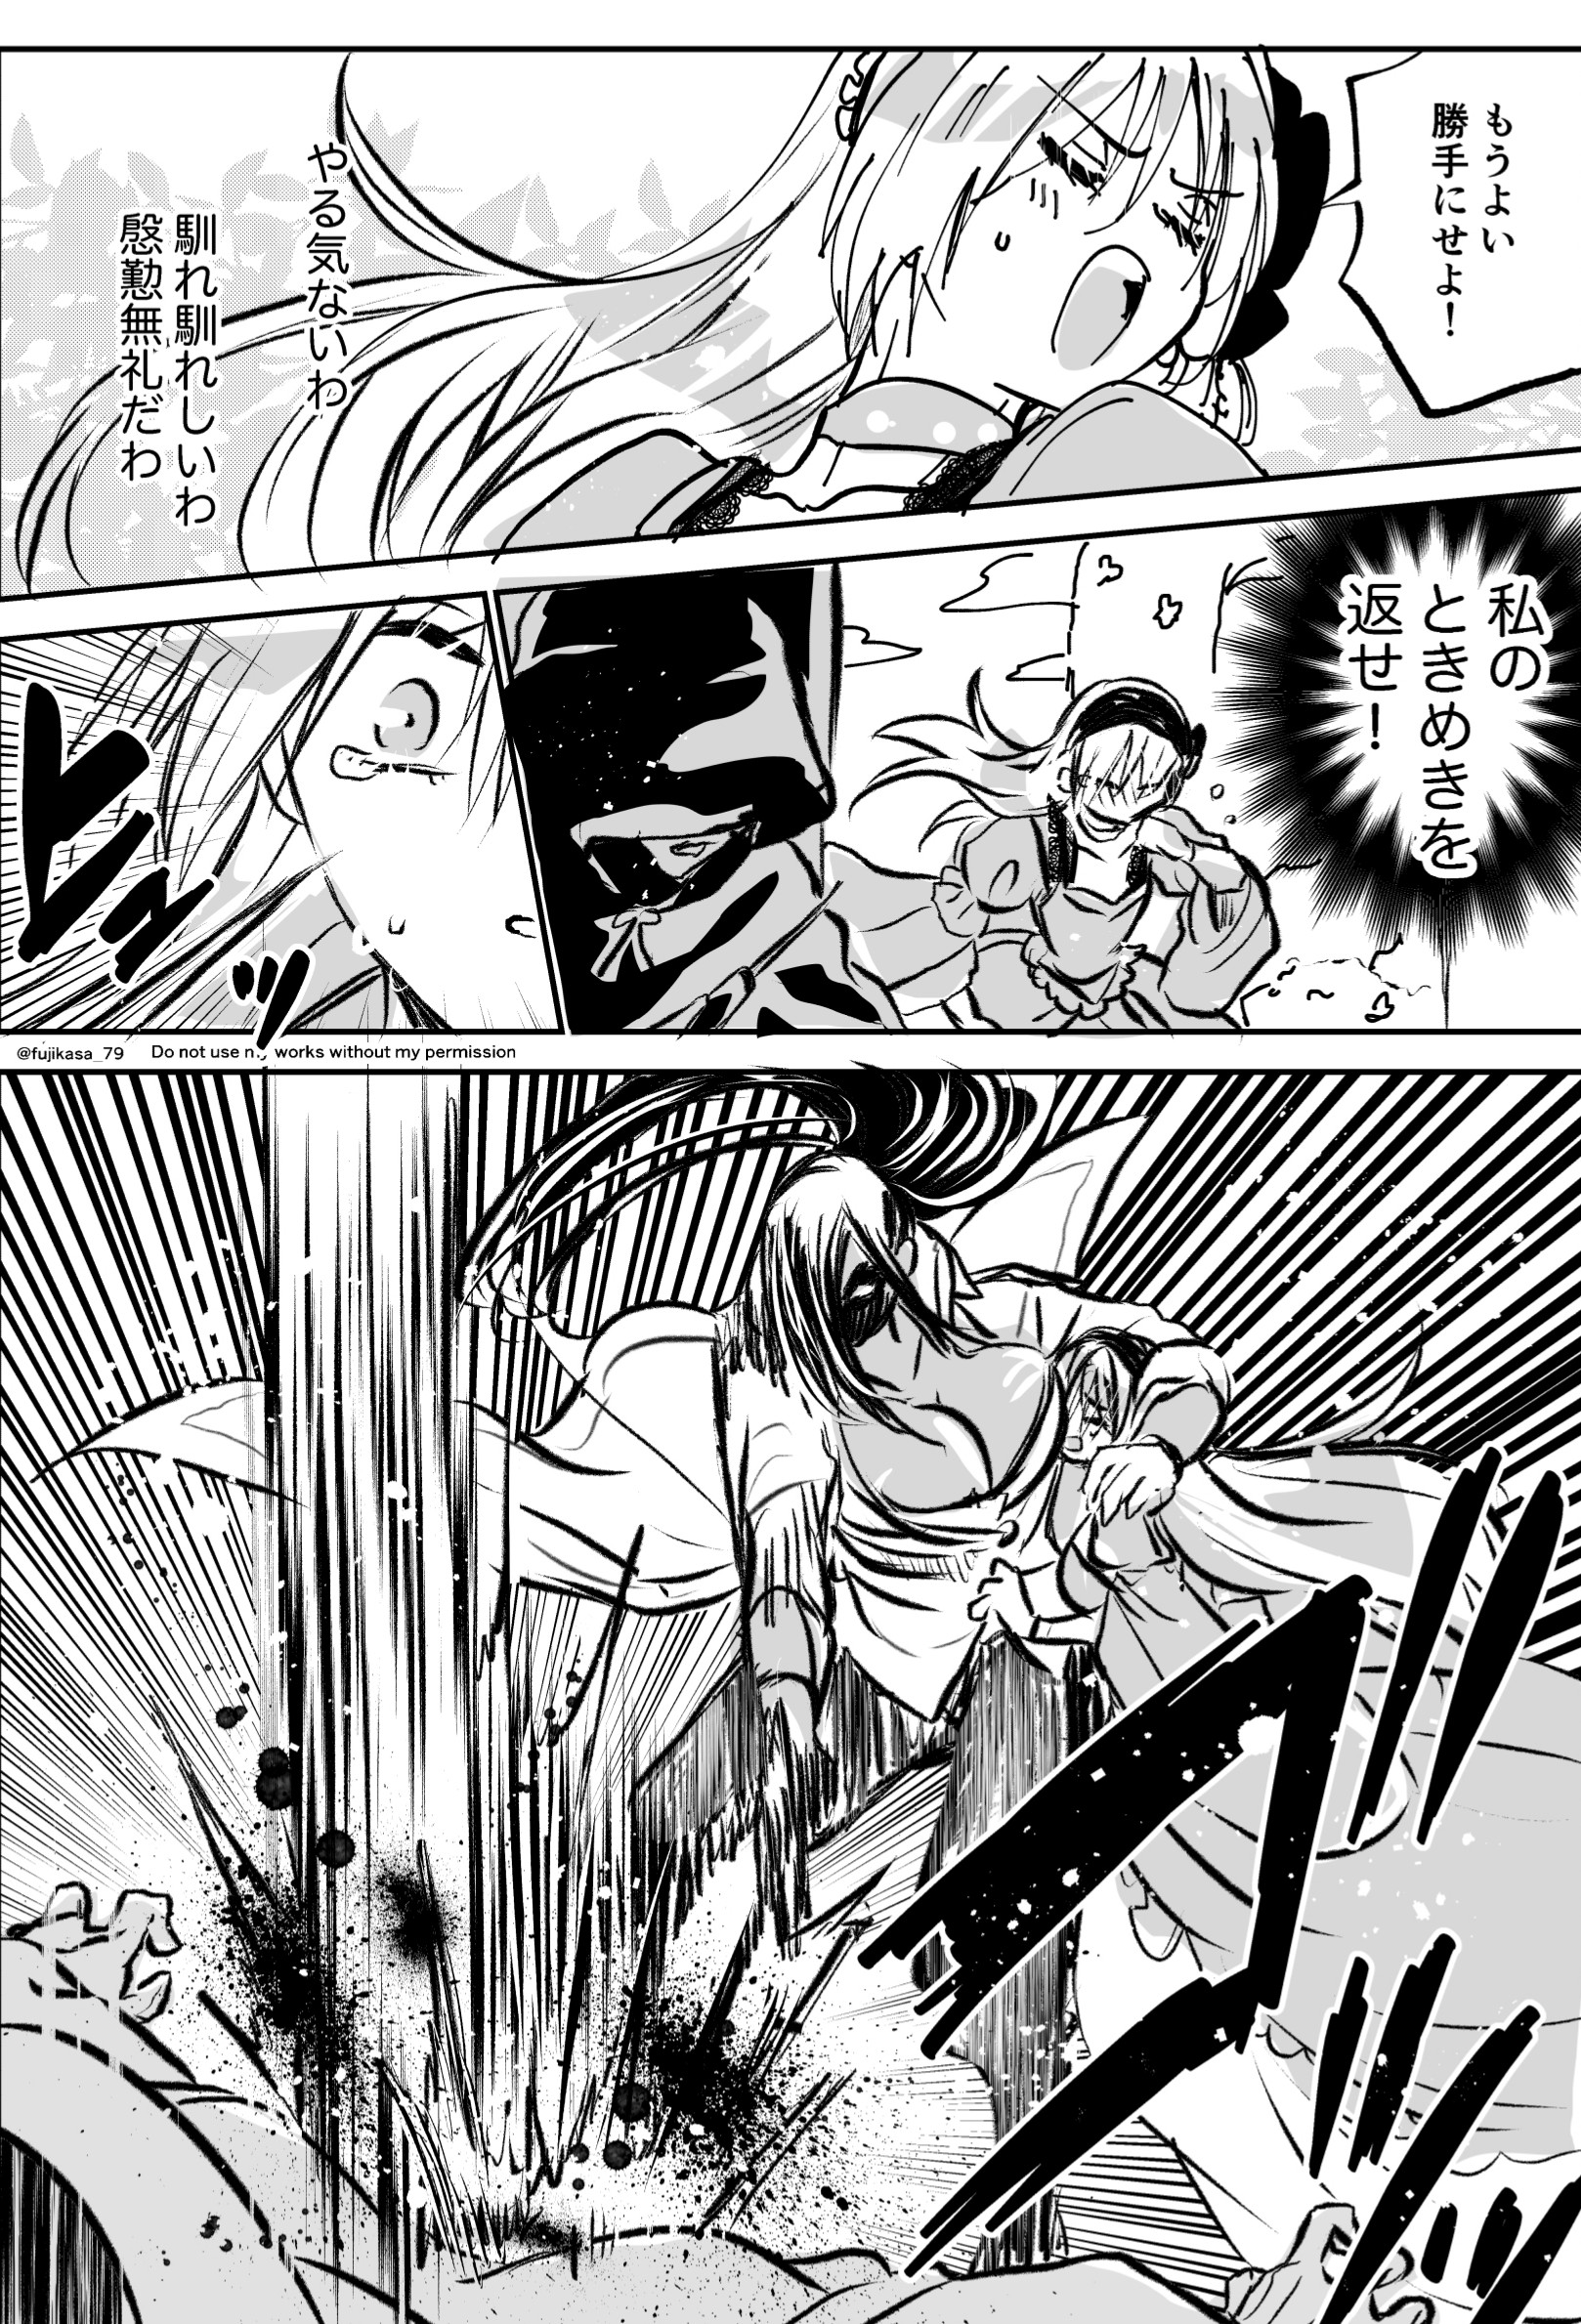 もうよい
勝手にせよ！
やる気ないわ
馴れ馴れしいわ
慇懃無礼だわ
私の
ときめきを
返せ！
ドドッ
@fujikasa_79 Do not use my works without my permission